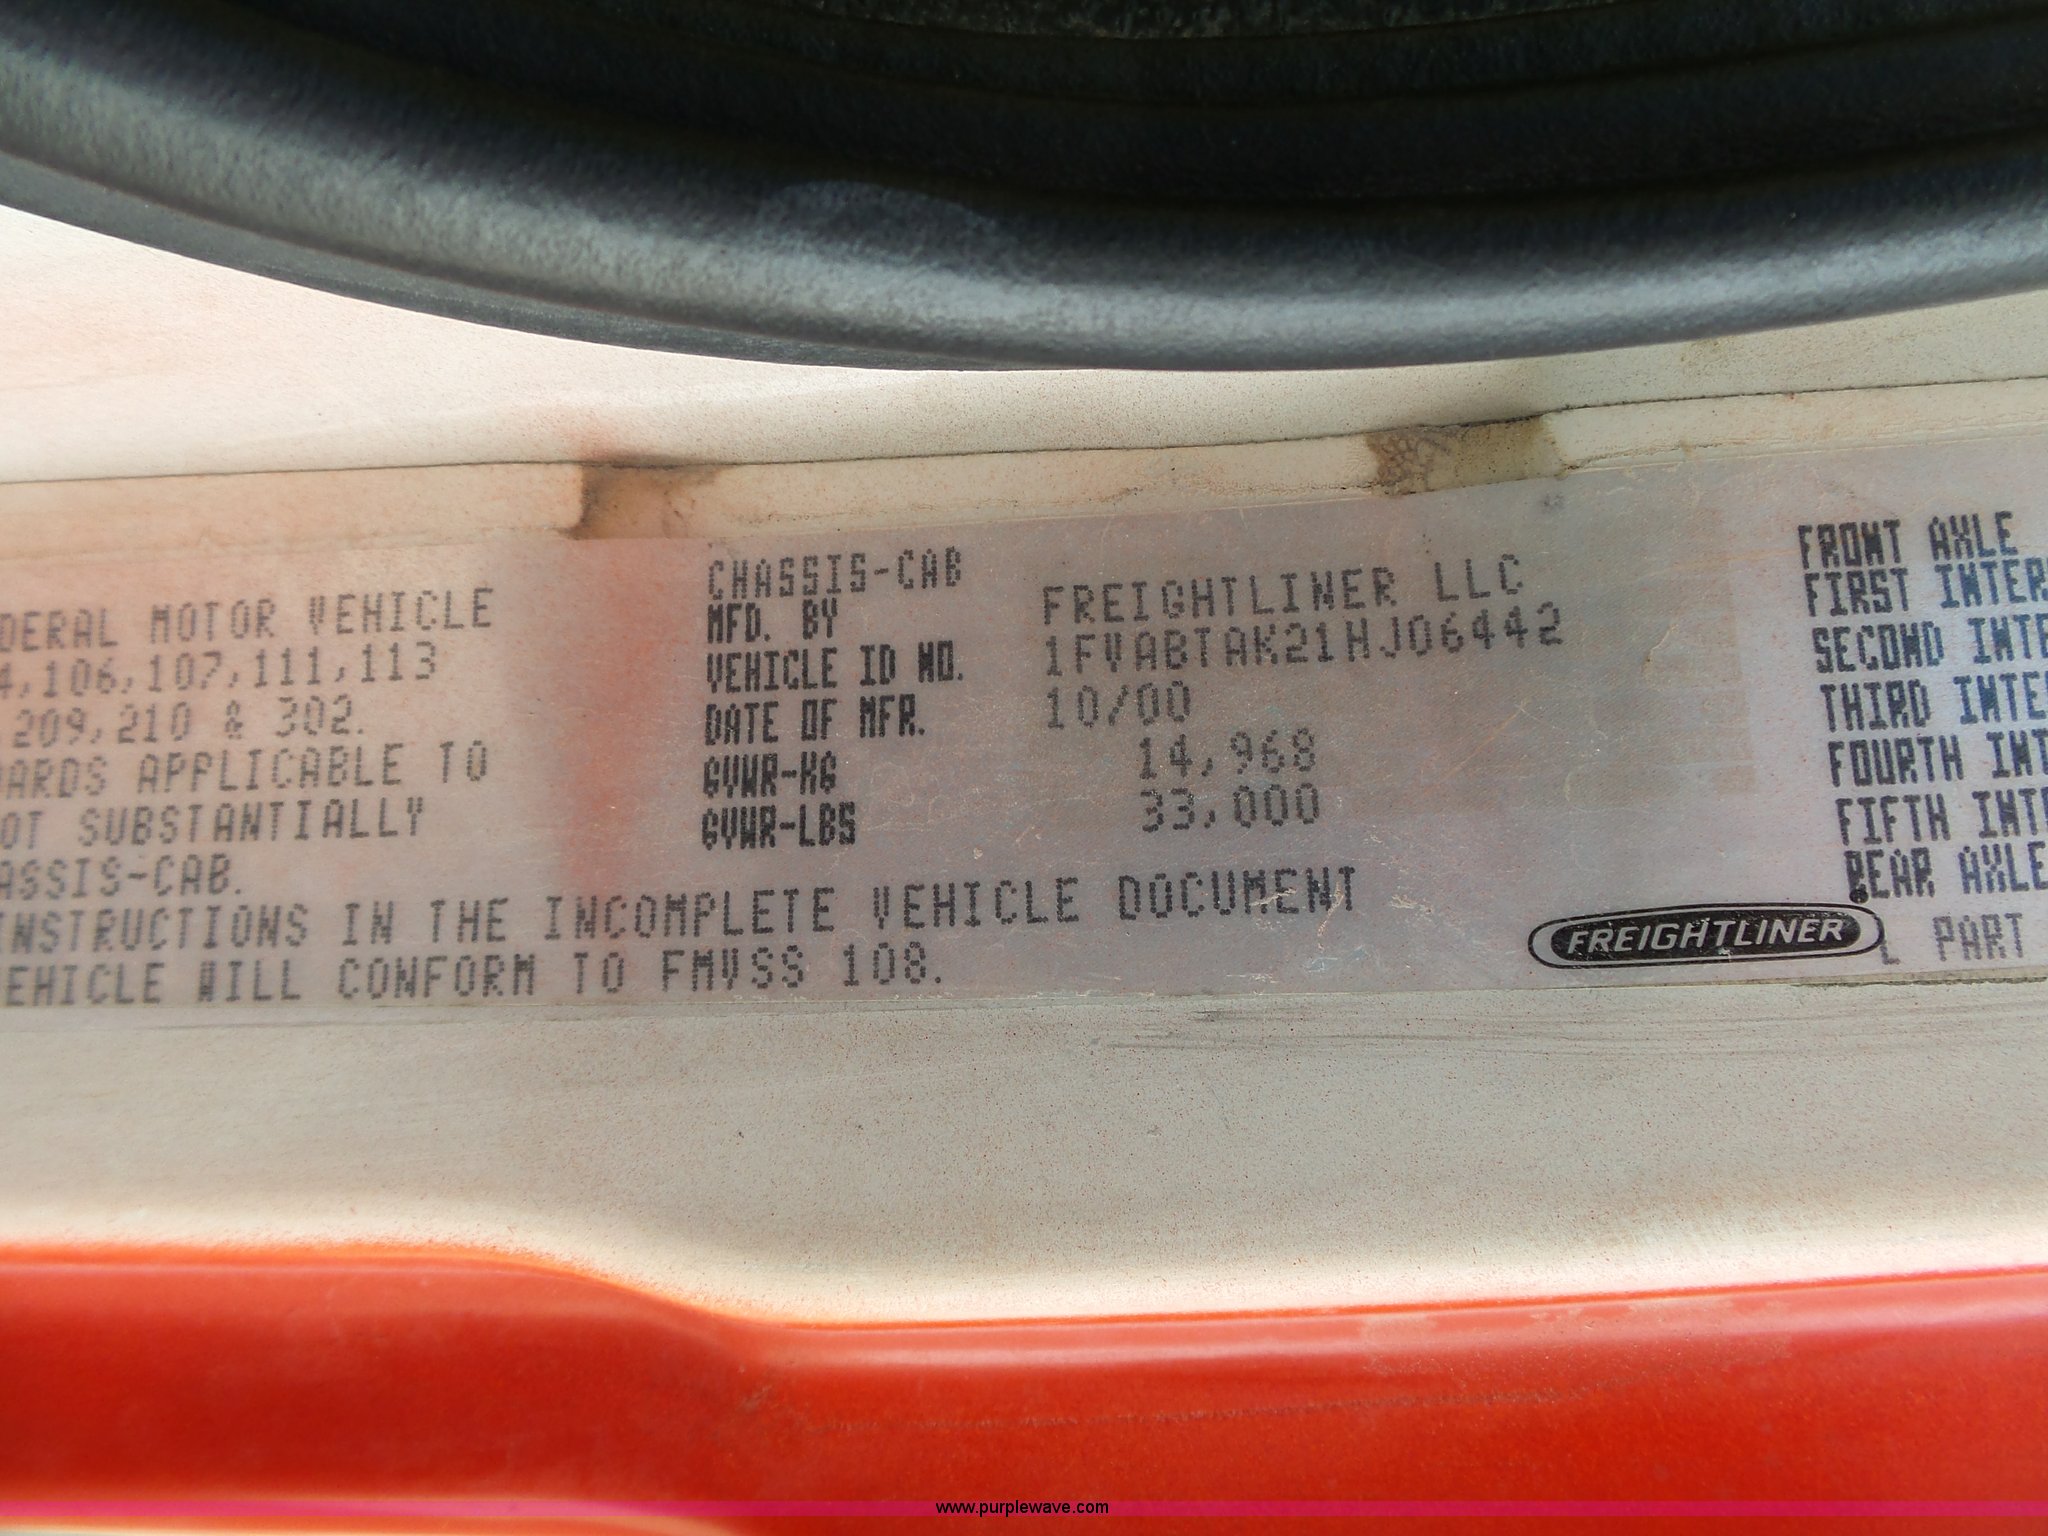 DERAL MOTOR VEHICLE
4,106,107,111,113
,209,210 & 302.
DARDS APPLICABLE TO
OT SUBSTANTIALLY
ASSIS-CAB.
INSTRUCTIONS IN THE INCOMPLETE VEHICLE DOCUMENT
EHICLE WILL CONFORM TO FMVSS 108.
CHASSIS-CAB
MFD. BY FREIGHTLINER LLC
VEHICLE ID NO. 1FVABTAK21HJ06442
DATE OF MFR. 10/00
GVWR-KG 14,968
GVWR-LBS 33,000
FREIGHTLINER
FRONT AXLE
FIRST INTER
SECOND INTE
THIRD INTE
FOURTH INT
FIFTH INT
REAR AXLE
L PART
www.purplewave.com